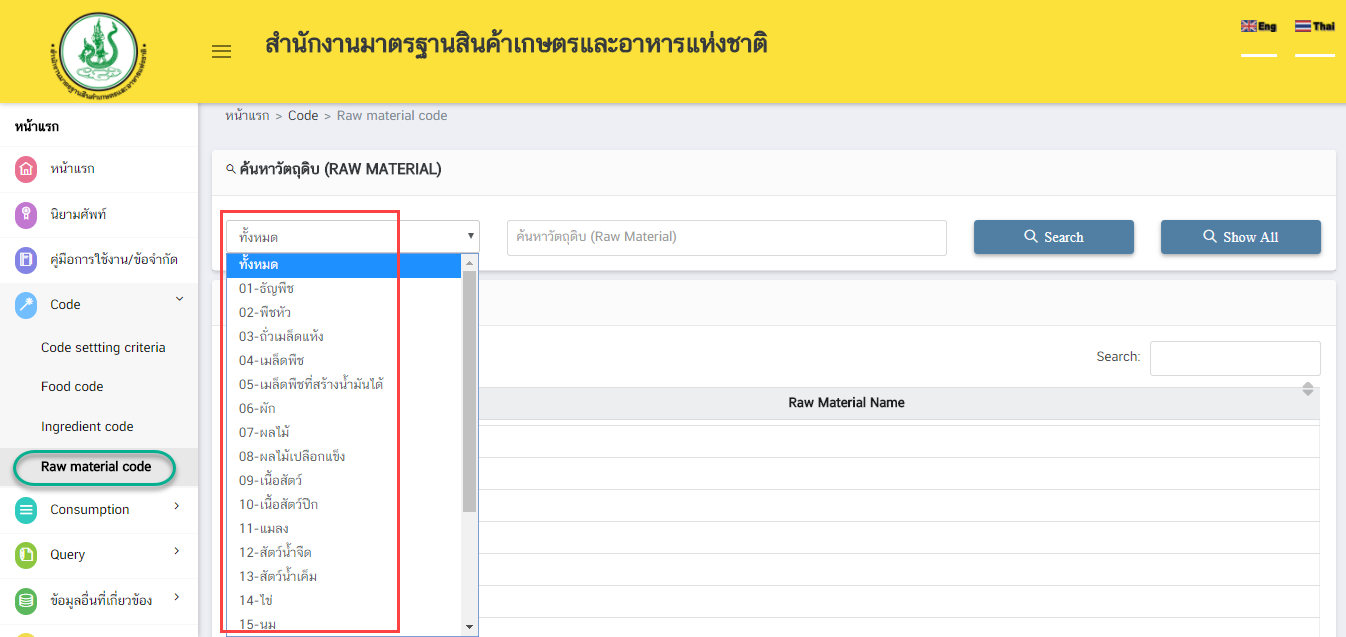 สำนักงานมาตรฐานสินค้าเกษตรและอาหารแห่งชาติ
Eng
Thai
หน้าแรก
หน้าแรก
นิยามศัพท์
คู่มือการใช้งาน/ข้อจำกัด
Code
Code settting criteria
Food code
Ingredient code
Raw material code
Consumption
Query
ข้อมูลอื่นที่เกี่ยวข้อง
หน้าแรก > Code > Raw material code
ค้นหาวัตถุดิบ (RAW MATERIAL)
ทั้งหมด
ค้นหาวัตถุดิบ (Raw Material)
Search
Show All
ทั้งหมด
01-ธัญพืช
02-พืชหัว
03-ถั่วเมล็ดแห้ง
04-เมล็ดพืช
05-เมล็ดพืชที่สร้างน้ำมันได้
06-ผัก
07-ผลไม้
08-ผลไม้เปลือกแข็ง
09-เนื้อสัตว์
10-เนื้อสัตว์ปีก
11-แมลง
12-สัตว์น้ำจืด
13-สัตว์น้ำเค็ม
14-ไข่
15-นม
Search:
Raw Material Name